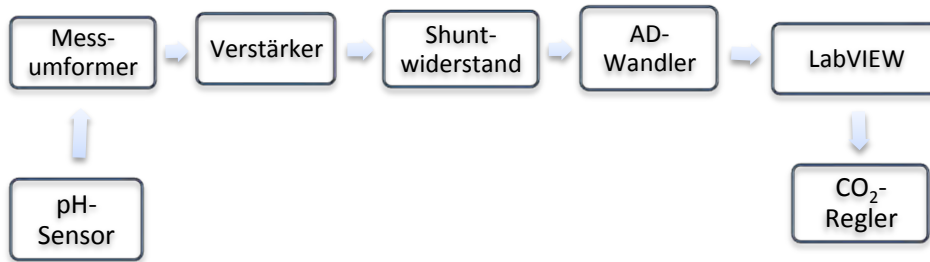 Mess-
umformer
Verstärker
Shunt-
widerstand
AD-
Wandler
LabVIEW
pH-
Sensor
CO₂-
Regler